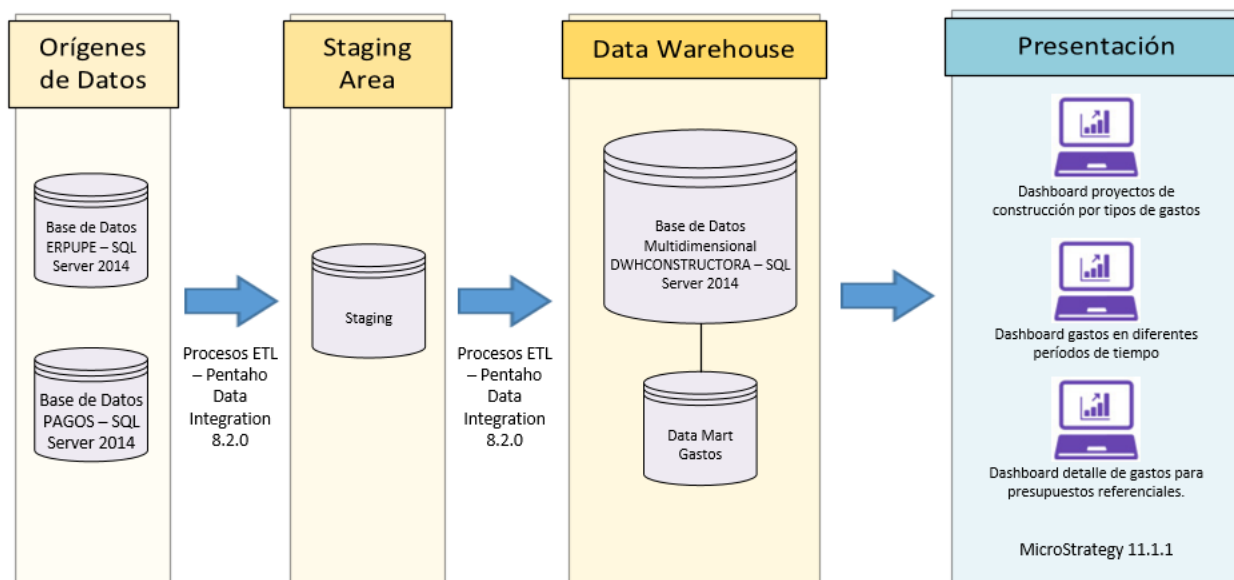 Orígenes
de Datos
Base de Datos
ERPUPE – SQL
Server 2014
Base de Datos
PAGOS – SQL
Server 2014
Procesos ETL
– Pentaho
Data
Integration
8.2.0
Staging
Area
Staging
Procesos ETL
– Pentaho
Data
Integration
8.2.0
Data Warehouse
Base de Datos
Multidimensional
DWHCONSTRUCTORA – SQL
Server 2014
Data Mart
Gastos
Presentación
Dashboard proyectos de
construcción por tipos de gastos
Dashboard gastos en diferentes
períodos de tiempo
Dashboard detalle de gastos para
presupuestos referenciales.
MicroStrategy 11.1.1